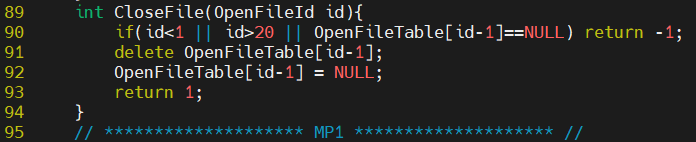 89     int CloseFile(OpenFileId id){
90         if(id<1 || id>20 || OpenFileTable[id-1]==NULL) return -1;
91         delete OpenFileTable[id-1];
92         OpenFileTable[id-1] = NULL;
93         return 1;
94     }
95     // ******************** MP1 ******************** //